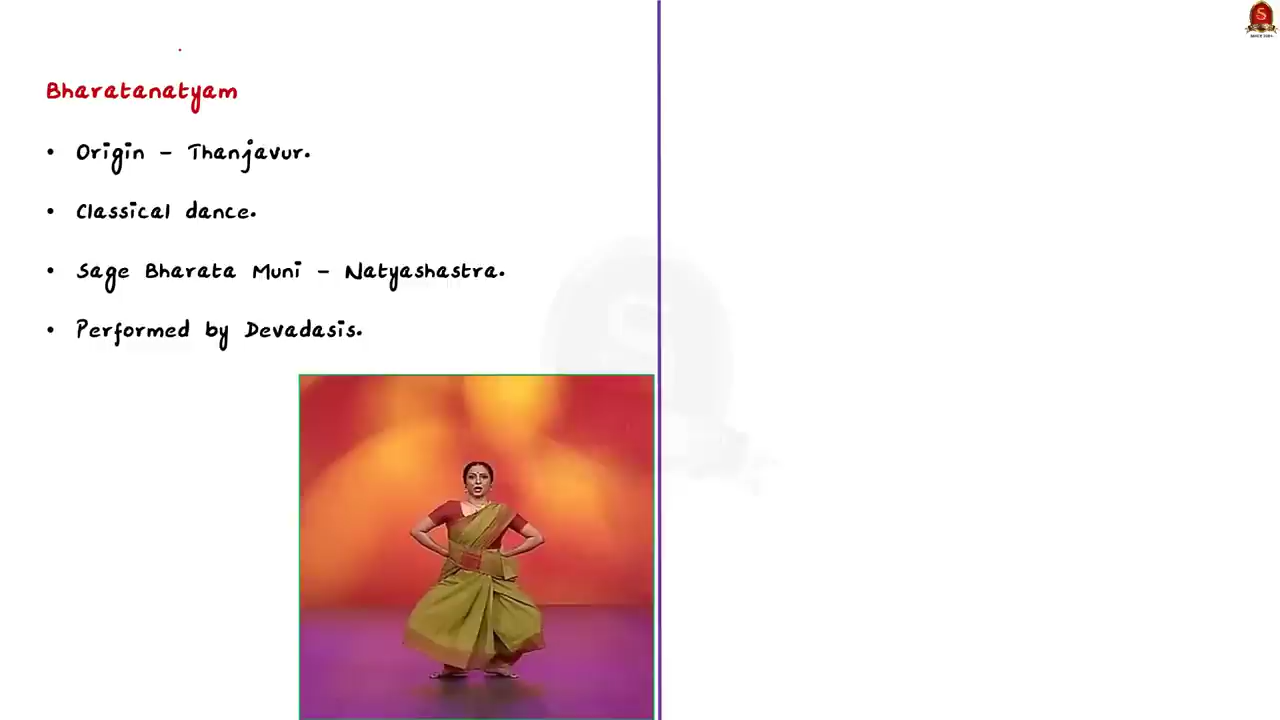 Bharatanatyam
• Origin - Thanjavur.
• Classical dance.
• Sage Bharata Muni - Natyashastra.
• Performed by Devadasis.
S